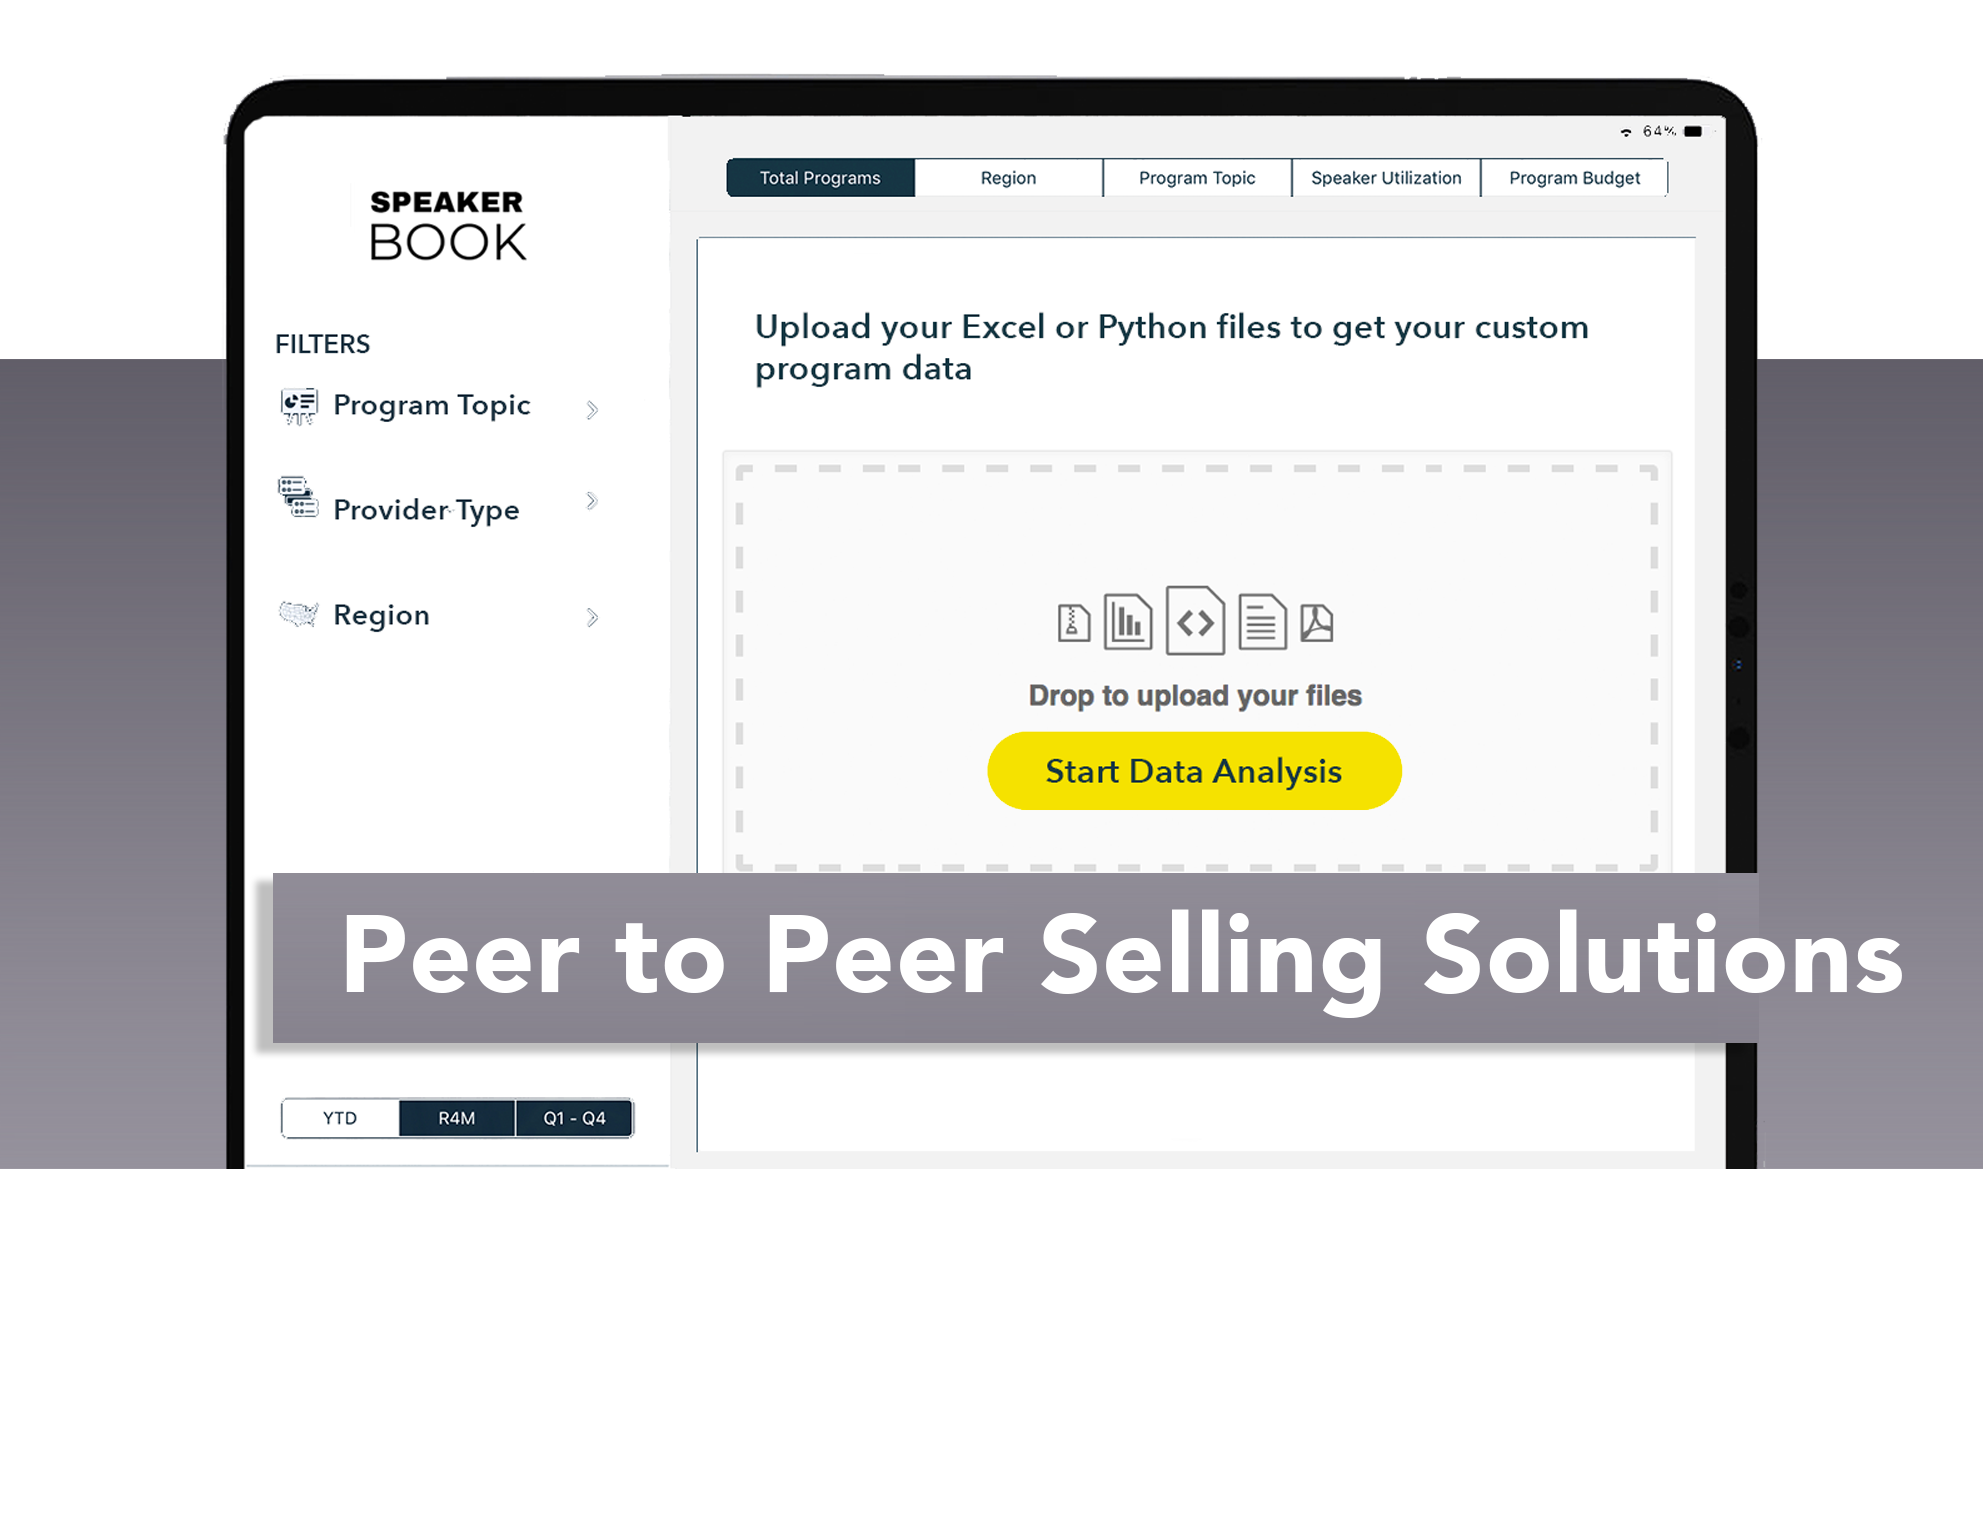 64%
Total Programs
Region
Program Topic
Speaker Utilization
Program Budget
SPEAKER
BOOK
FILTERS
Program Topic
Provider Type
Region
Upload your Excel or Python files to get your custom
program data
Drop to upload your files
Start Data Analysis
Peer to Peer Selling Solutions
YTD
R4M
Q1 - Q4